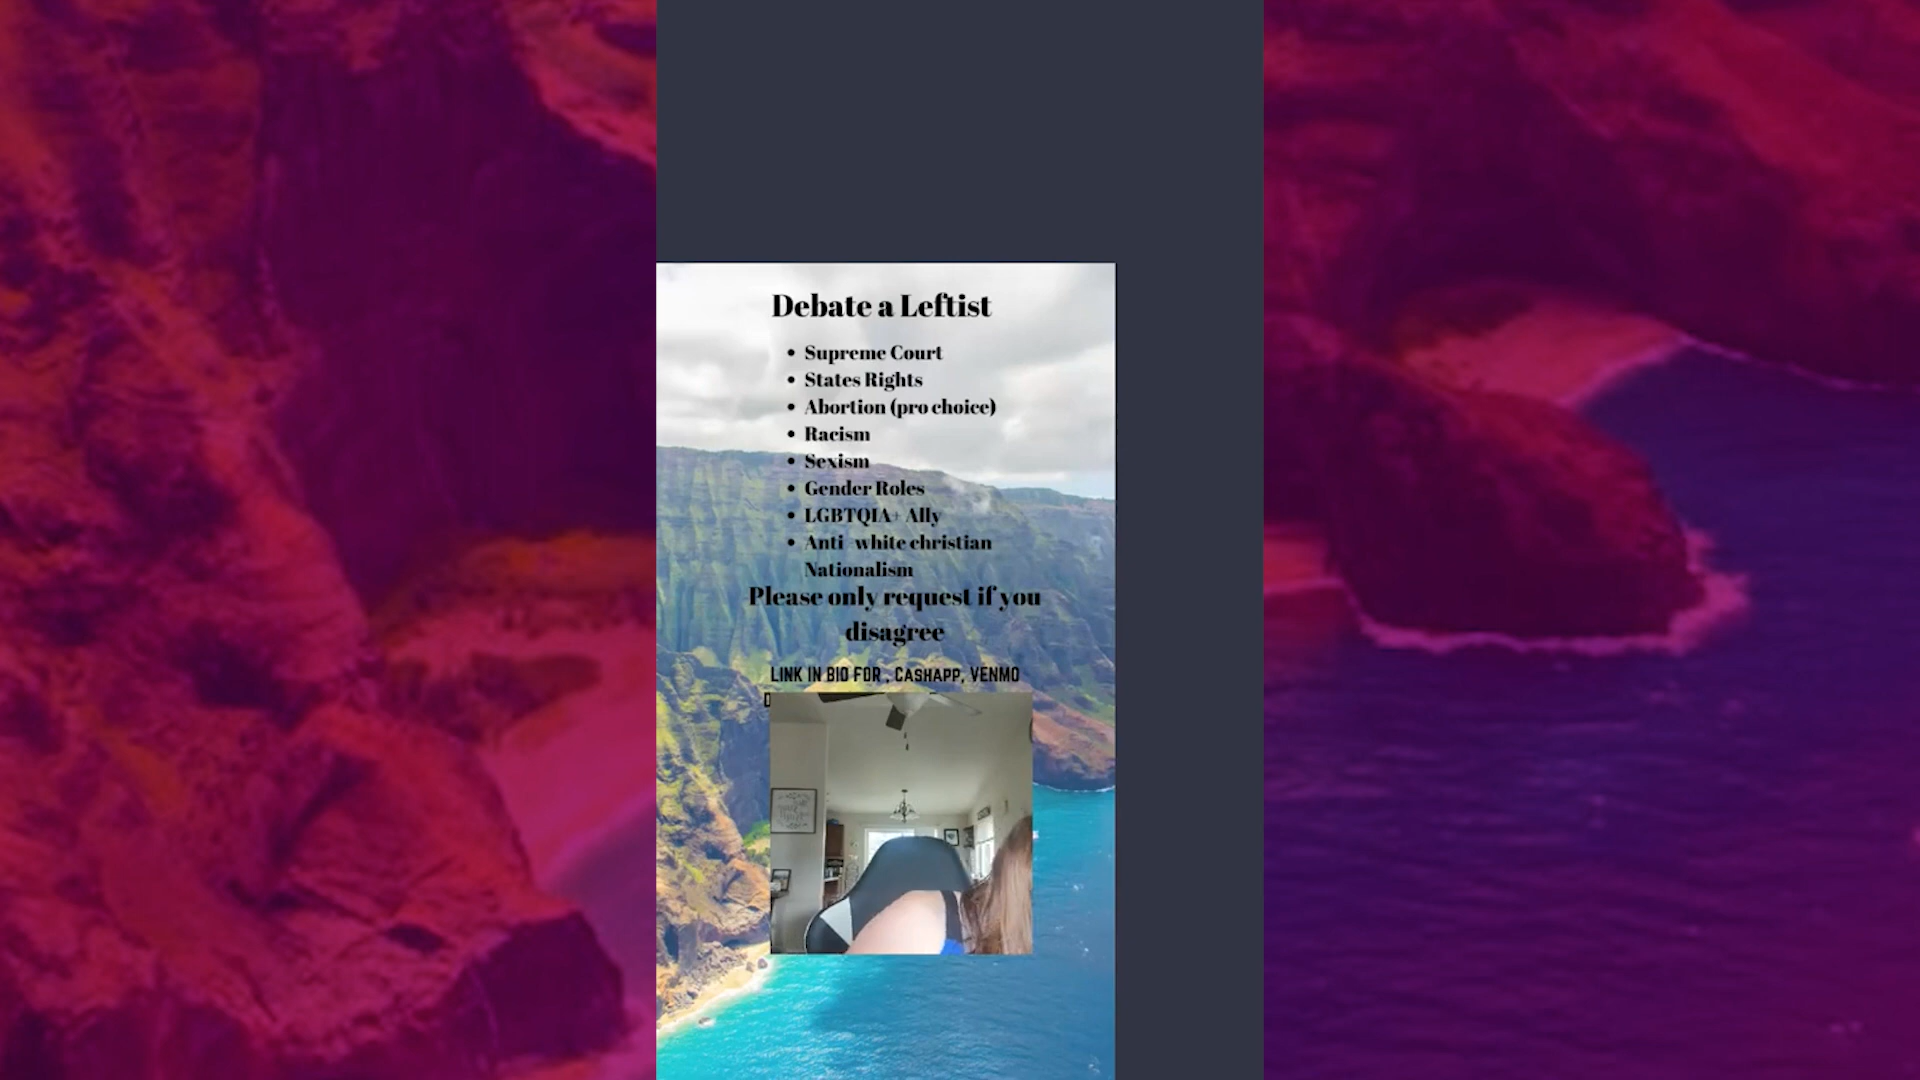 Debate a Leftist
• Supreme Court
• States Rights
• Abortion (pro choice)
• Racism
• Sexism
• Gender Roles
• LGBTQIA+ Ally
• Anti white christian
Nationalism
Please only request if you
disagree
LINK IN BIO FOR , CASHAPP, VENMO